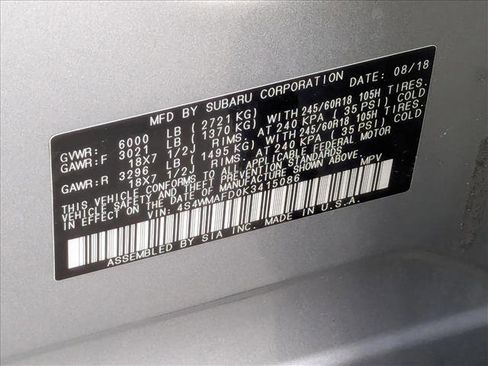 MFD BY SUBARU CORPORATION DATE: 08/18
GVWR: 6000 LB (2721 KG)
GAWR:F 3021 LB (1370 KG) WITH 245/60R18 105H TIRES.
18X7 1/2J RIMS, AT 240 KPA (35 PSI) COLD
GAWR:R 3296 LB (1495 KG) WITH 245/60R18 105H TIRES.
18X7 1/2J RIMS, AT 240 KPA (35 PSI) COLD
THIS VEHICLE CONFORMS TO ALL APPLICABLE FEDERAL MOTOR
VEHICLE SAFETY AND THEFT PREVENTION STANDARDS
IN EFFECT ON THE DATE OF MANUFACTURE SHOWN ABOVE.
VIN: 4S4WMAFD0K3415086 MPV
ASSEMBLED BY SIA INC. MADE IN U.S.A.